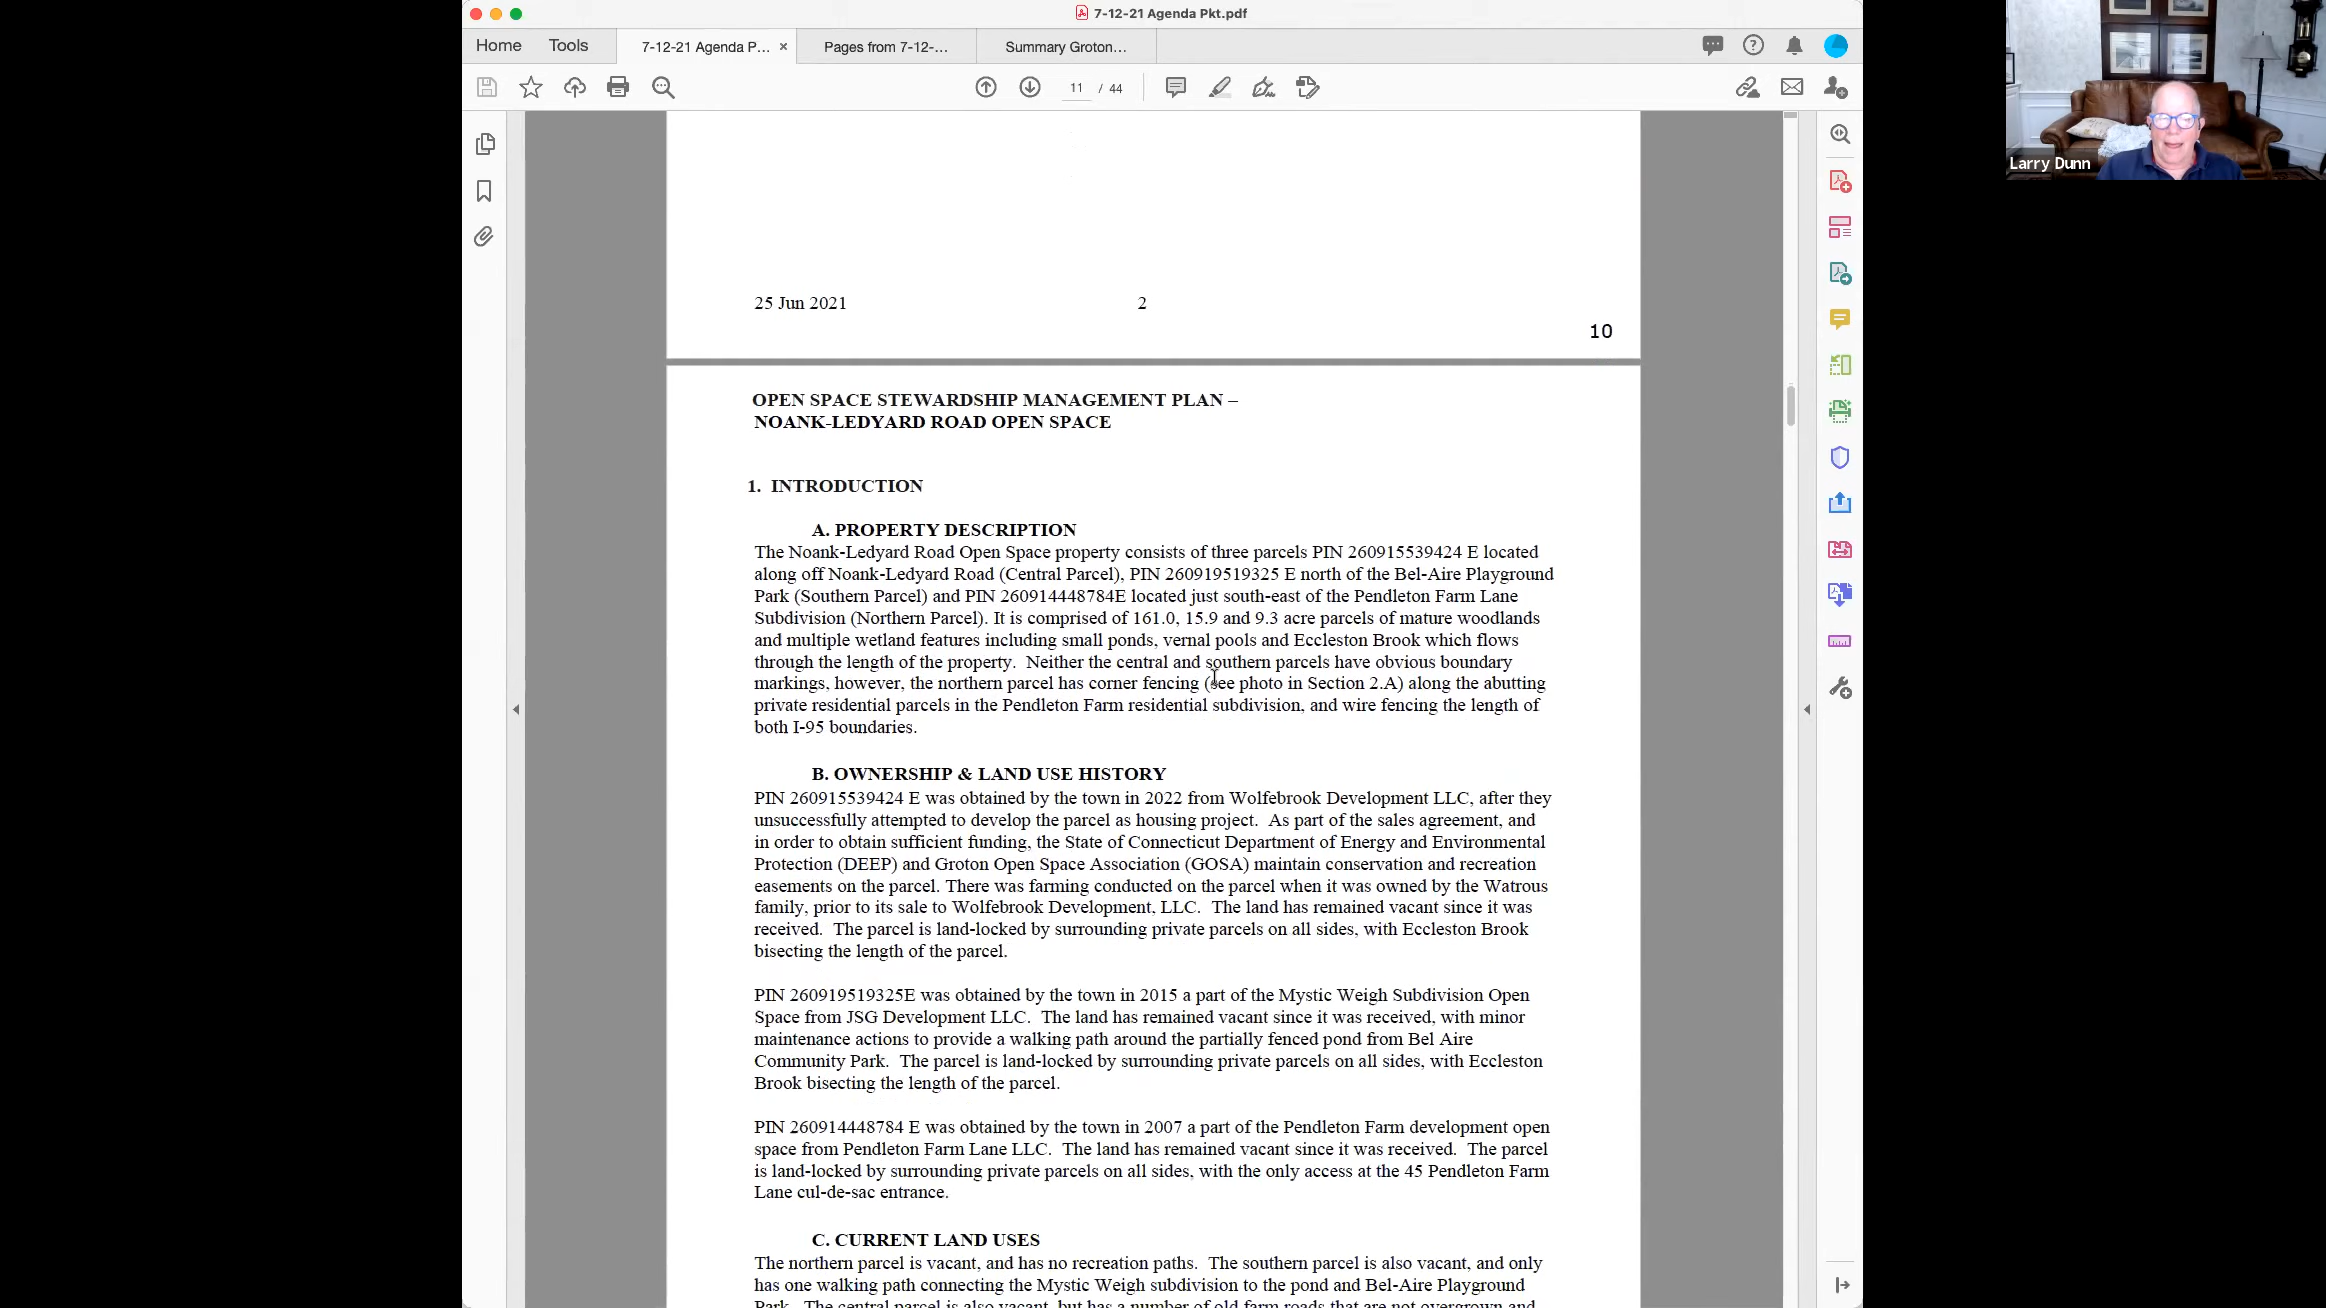 7-12-21 Agenda Pkt.pdf
Home
Tools
7-12-21 Agenda P...
Pages from 7-12-...
Summary Groton...
11 / 44
Larry Dunn
25 Jun 2021 2
10
OPEN SPACE STEWARDSHIP MANAGEMENT PLAN –
NOANK-LEDYARD ROAD OPEN SPACE
1. INTRODUCTION
A. PROPERTY DESCRIPTION
The Noank-Ledyard Road Open Space property consists of three parcels PIN 260915539424 E located
along off Noank-Ledyard Road (Central Parcel), PIN 260919519325 E north of the Bel-Aire Playground
Park (Southern Parcel) and PIN 260914448784E located just south-east of the Pendleton Farm Lane
Subdivision (Northern Parcel). It is comprised of 161.0, 15.9 and 9.3 acre parcels of mature woodlands
and multiple wetland features including small ponds, vernal pools and Eccleston Brook which flows
through the length of the property.  Neither the central and southern parcels have obvious boundary
markings, however, the northern parcel has corner fencing (see photo in Section 2.A) along the abutting
private residential parcels in the Pendleton Farm residential subdivision, and wire fencing the length of
both I-95 boundaries.
B. OWNERSHIP & LAND USE HISTORY
PIN 260915539424 E was obtained by the town in 2022 from Wolfebrook Development LLC, after they
unsuccessfully attempted to develop the parcel as housing project.  As part of the sales agreement, and
in order to obtain sufficient funding, the State of Connecticut Department of Energy and Environmental
Protection (DEEP) and Groton Open Space Association (GOSA) maintain conservation and recreation
easements on the parcel. There was farming conducted on the parcel when it was owned by the Watrous
family, prior to its sale to Wolfebrook Development, LLC.  The land has remained vacant since it was
received.  The parcel is land-locked by surrounding private parcels on all sides, with Eccleston Brook
bisecting the length of the parcel.
PIN 260919519325E was obtained by the town in 2015 a part of the Mystic Weigh Subdivision Open
Space from JSG Development LLC.  The land has remained vacant since it was received, with minor
maintenance actions to provide a walking path around the partially fenced pond from Bel Aire
Community Park.  The parcel is land-locked by surrounding private parcels on all sides, with Eccleston
Brook bisecting the length of the parcel.
PIN 260914448784 E was obtained by the town in 2007 a part of the Pendleton Farm development open
space from Pendleton Farm Lane LLC.  The land has remained vacant since it was received.  The parcel
is land-locked by surrounding private parcels on all sides, with the only access at the 45 Pendleton Farm
Lane cul-de-sac entrance.
C. CURRENT LAND USES
The northern parcel is vacant, and has no recreation paths.  The southern parcel is also vacant, and only
has one walking path connecting the Mystic Weigh subdivision to the pond and Bel-Aire Playground
Park.  The central parcel is also vacant, but has a number of old farm roads that are not overgrown and